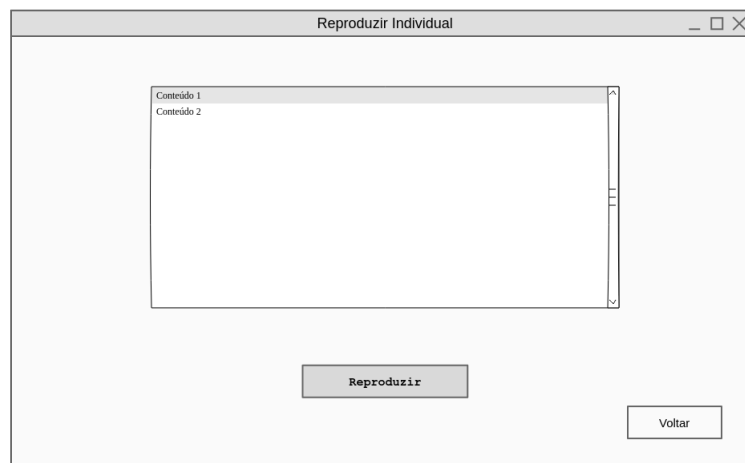 Reproduzir Individual
Conteúdo 1
Conteúdo 2
Reproduzir
Voltar